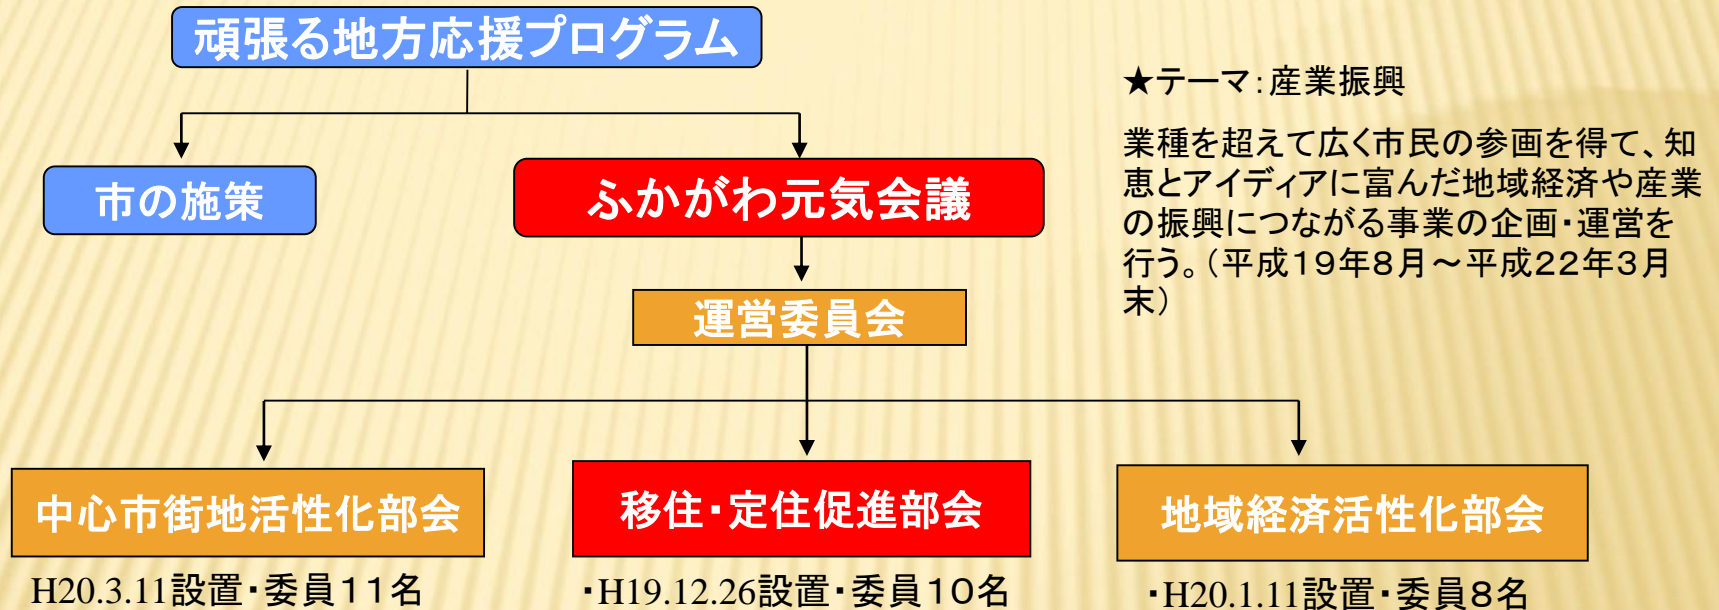 頑張る地方応援プログラム
★テーマ：産業振興
業種を超えて広く市民の参画を得て、知
恵とアイディアに富んだ地域経済や産業
の振興につながる事業の企画・運営を
行う。（平成１９年８月～平成２２年３月
末）
市の施策
ふかがわ元気会議
運営委員会
中心市街地活性化部会
移住・定住促進部会
地域経済活性化部会
H20.3.11設置・委員１１名
・H19.12.26設置・委員１０名
・H20.1.11設置・委員８名